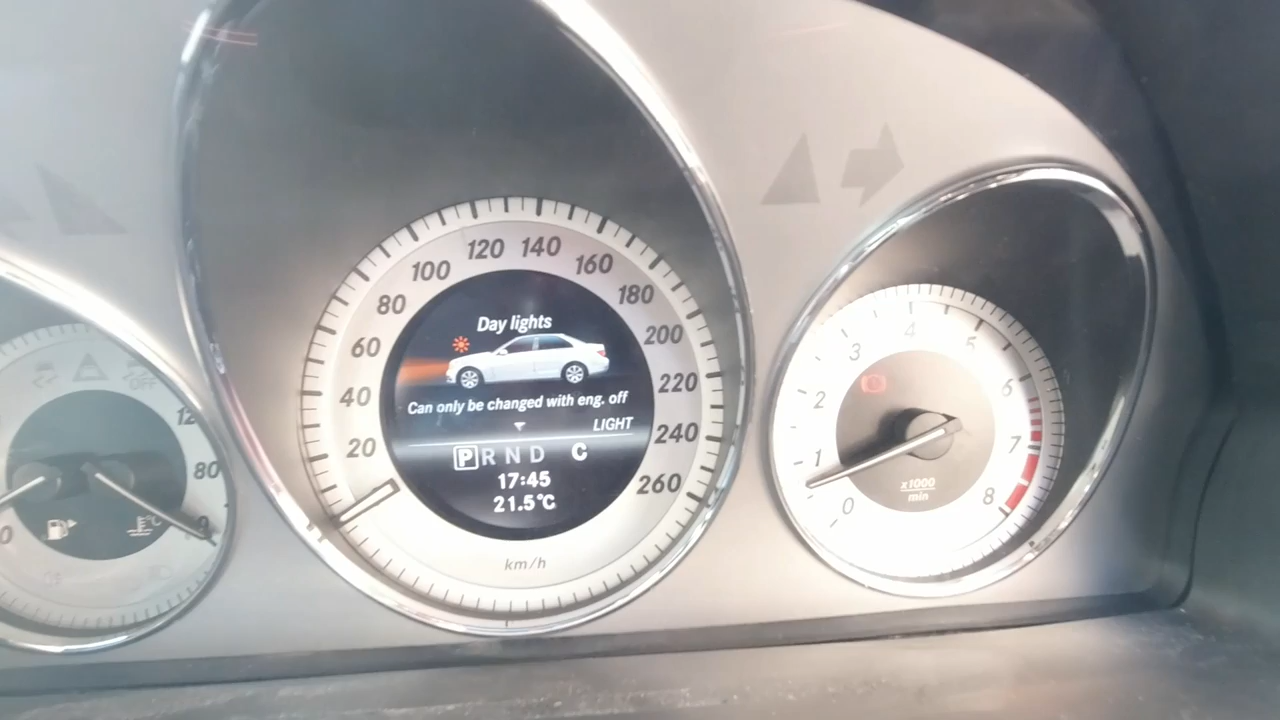 Day lights
Can only be changed with eng. off
LIGHT
P R N D C
17:45
21.5°C
20 40 60 80 100 120 140 160 180 200 220 240 260
km/h
0 1 2 3 4 5 6 7 8
x1000
min
OFF
80
°C